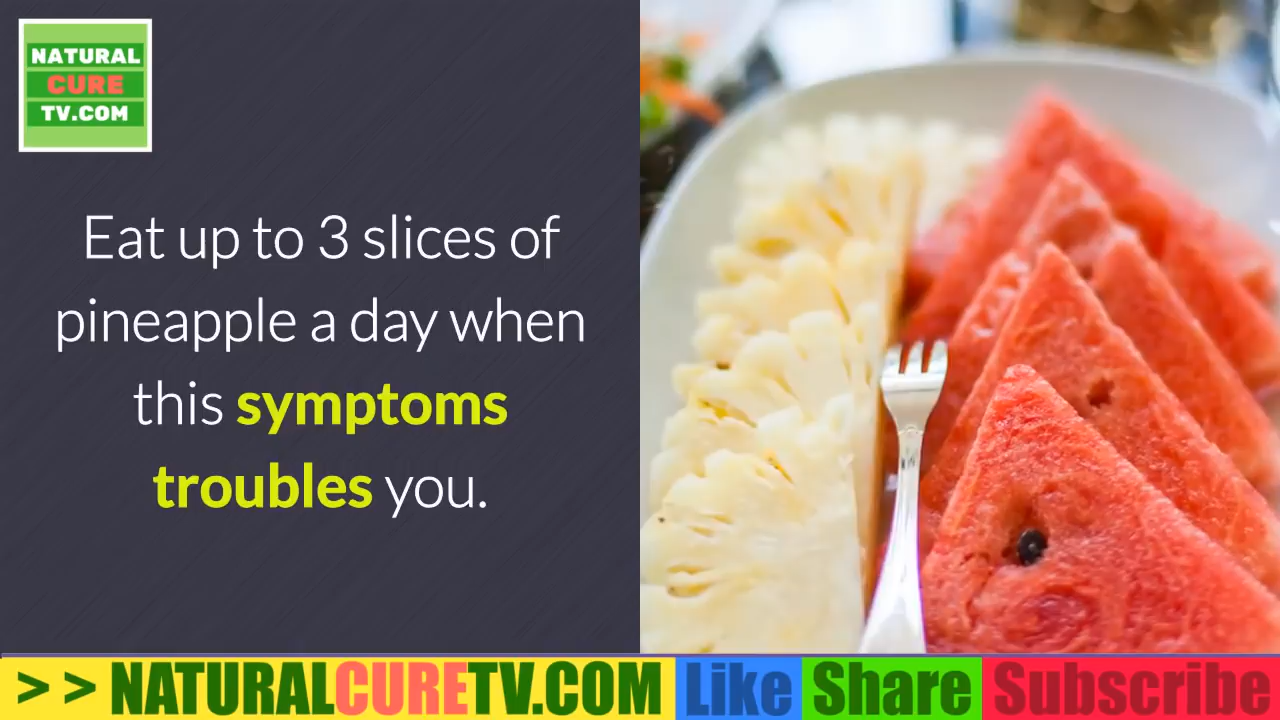 NATURAL
CURE
TV.COM
Eat up to 3 slices of
pineapple a day when
this symptoms
troubles you.
> > NATURALCURETV.COM Like Share Subscribe